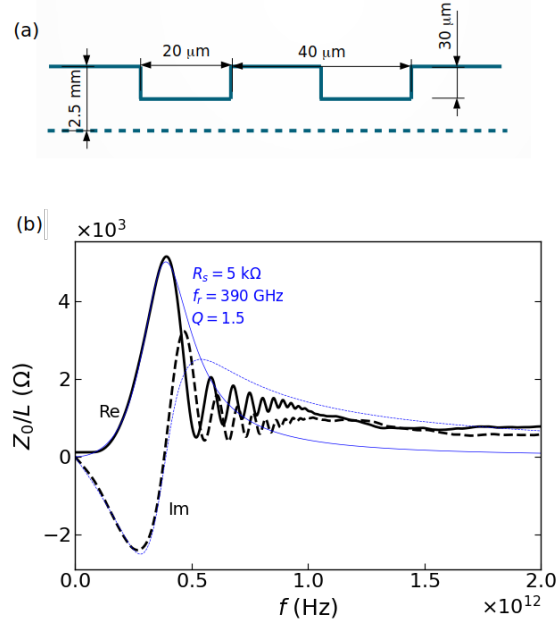 (a)
20 μm
40 μm
30 μm
2.5 mm
(b)
×10³
R_s = 5 kΩ
f_r = 390 GHz
Q = 1.5
Re
Im
4
2
0
−2
Z₀/L (Ω)
0.0
0.5
1.0
1.5
2.0
f (Hz)
×10¹²